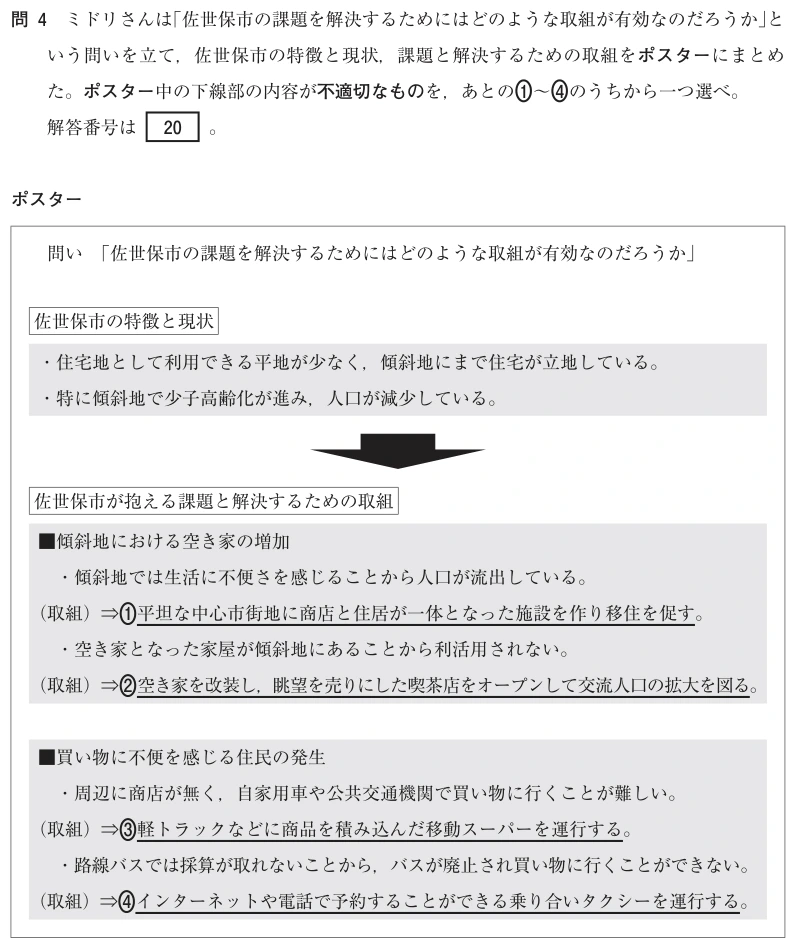 問 4 ミドリさんは「佐世保市の課題を解決するためにはどのような取組が有効なのだろうか」と
いう問いを立て，佐世保市の特徴と現状，課題と解決するための取組をポスターにまとめ
た。ポスター中の下線部の内容が不適切なものを，あとの①～④のうちから一つ選べ。
解答番号は 20 。
ポスター
問い 「佐世保市の課題を解決するためにはどのような取組が有効なのだろうか」
佐世保市の特徴と現状
・住宅地として利用できる平地が少なく，傾斜地にまで住宅が立地している。
・特に傾斜地で少子高齢化が進み，人口が減少している。
佐世保市が抱える課題と解決するための取組
■傾斜地における空き家の増加
・傾斜地では生活に不便さを感じることから人口が流出している。
（取組）⇒①平坦な中心市街地に商店と住居が一体となった施設を作り移住を促す。
・空き家となった家屋が傾斜地にあることから利活用されない。
（取組）⇒②空き家を改装し，眺望を売りにした喫茶店をオープンして交流人口の拡大を図る。
■買い物に不便を感じる住民の発生
・周辺に商店が無く，自家用車や公共交通機関で買い物に行くことが難しい。
（取組）⇒③軽トラックなどに商品を積み込んだ移動スーパーを運行する。
・路線バスでは採算が取れないことから，バスが廃止され買い物に行くことができない。
（取組）⇒④インターネットや電話で予約することができる乗り合いタクシーを運行する。